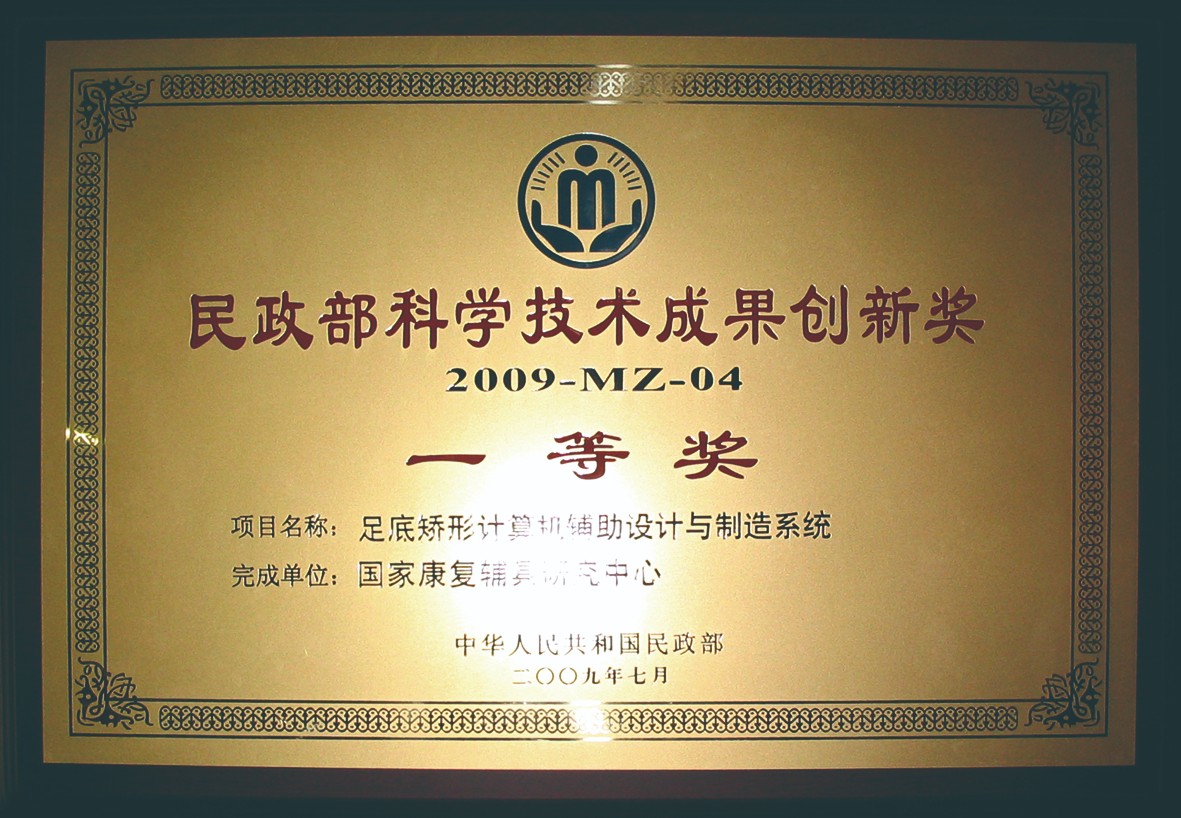 民政部科学技术成果创新奖
2009-MZ-04
一等奖
项目名称：足底矫形计算机辅助设计与制造系统
完成单位：国家康复辅具研究中心
中华人民共和国民政部
二〇〇九年七月